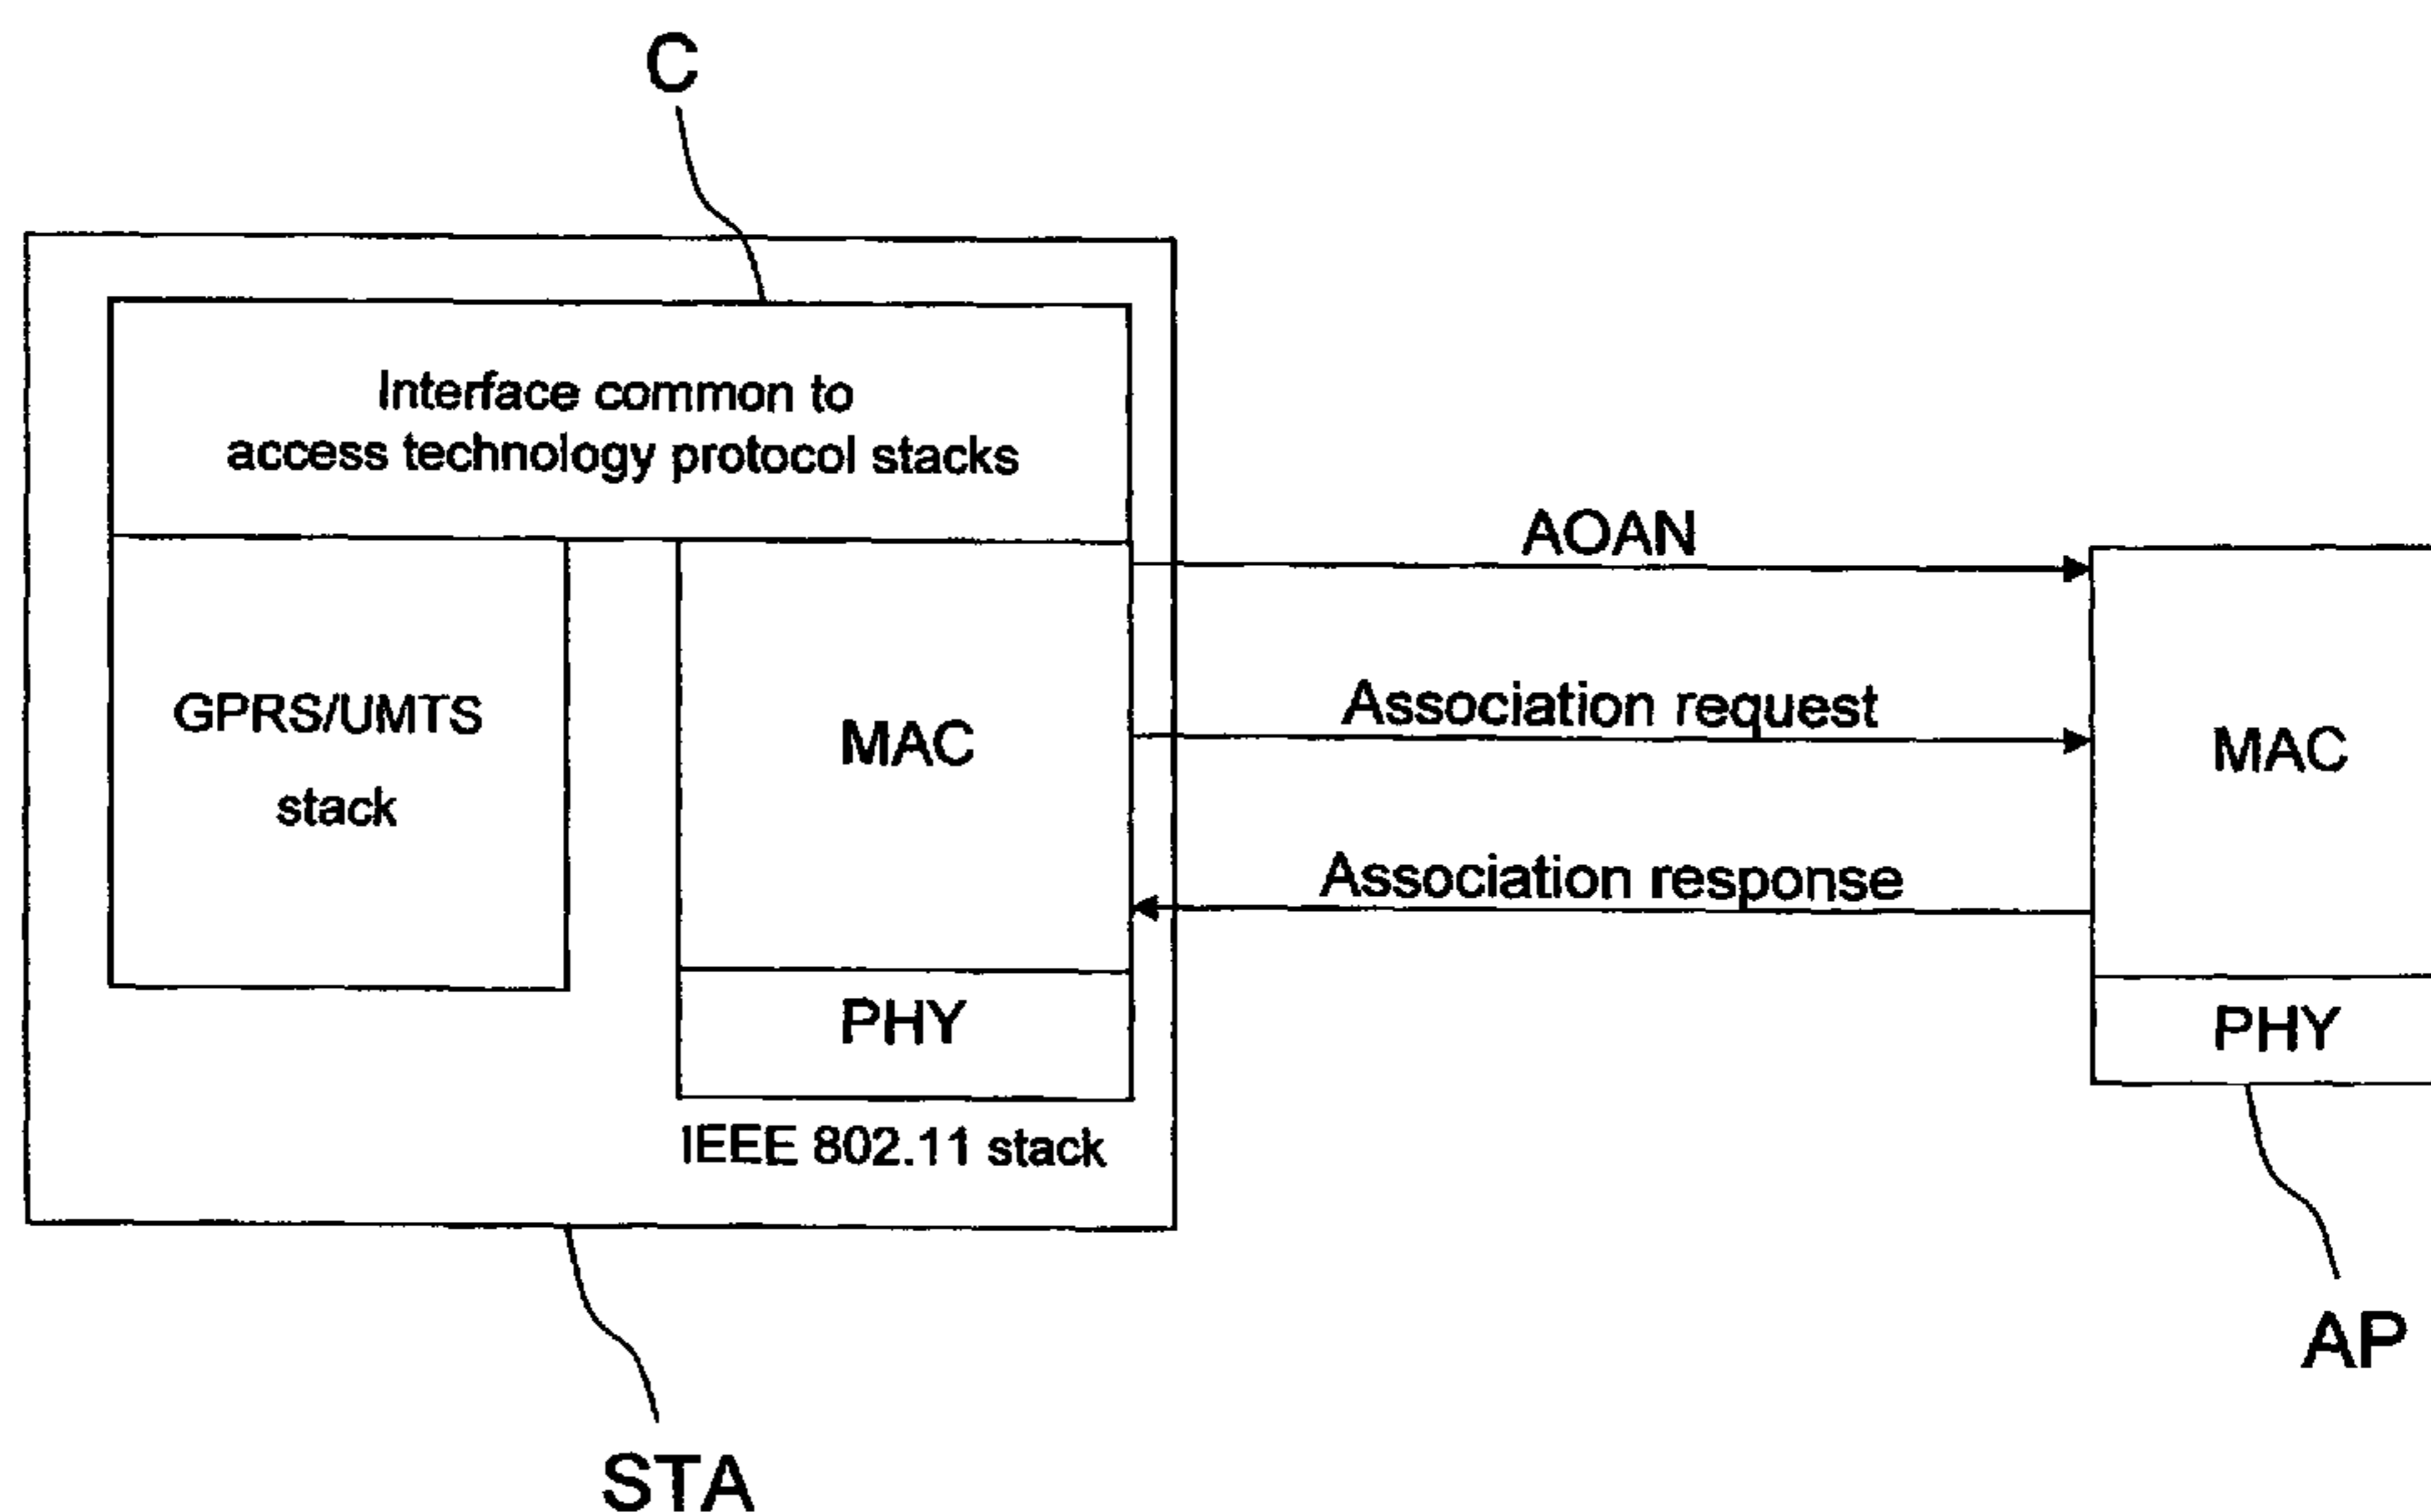 C
Interface common to
access technology protocol stacks
AOAN
GPRS/UMTS
stack
MAC
Association request
MAC
Association response
PHY
PHY
IEEE 802.11 stack
AP
STA